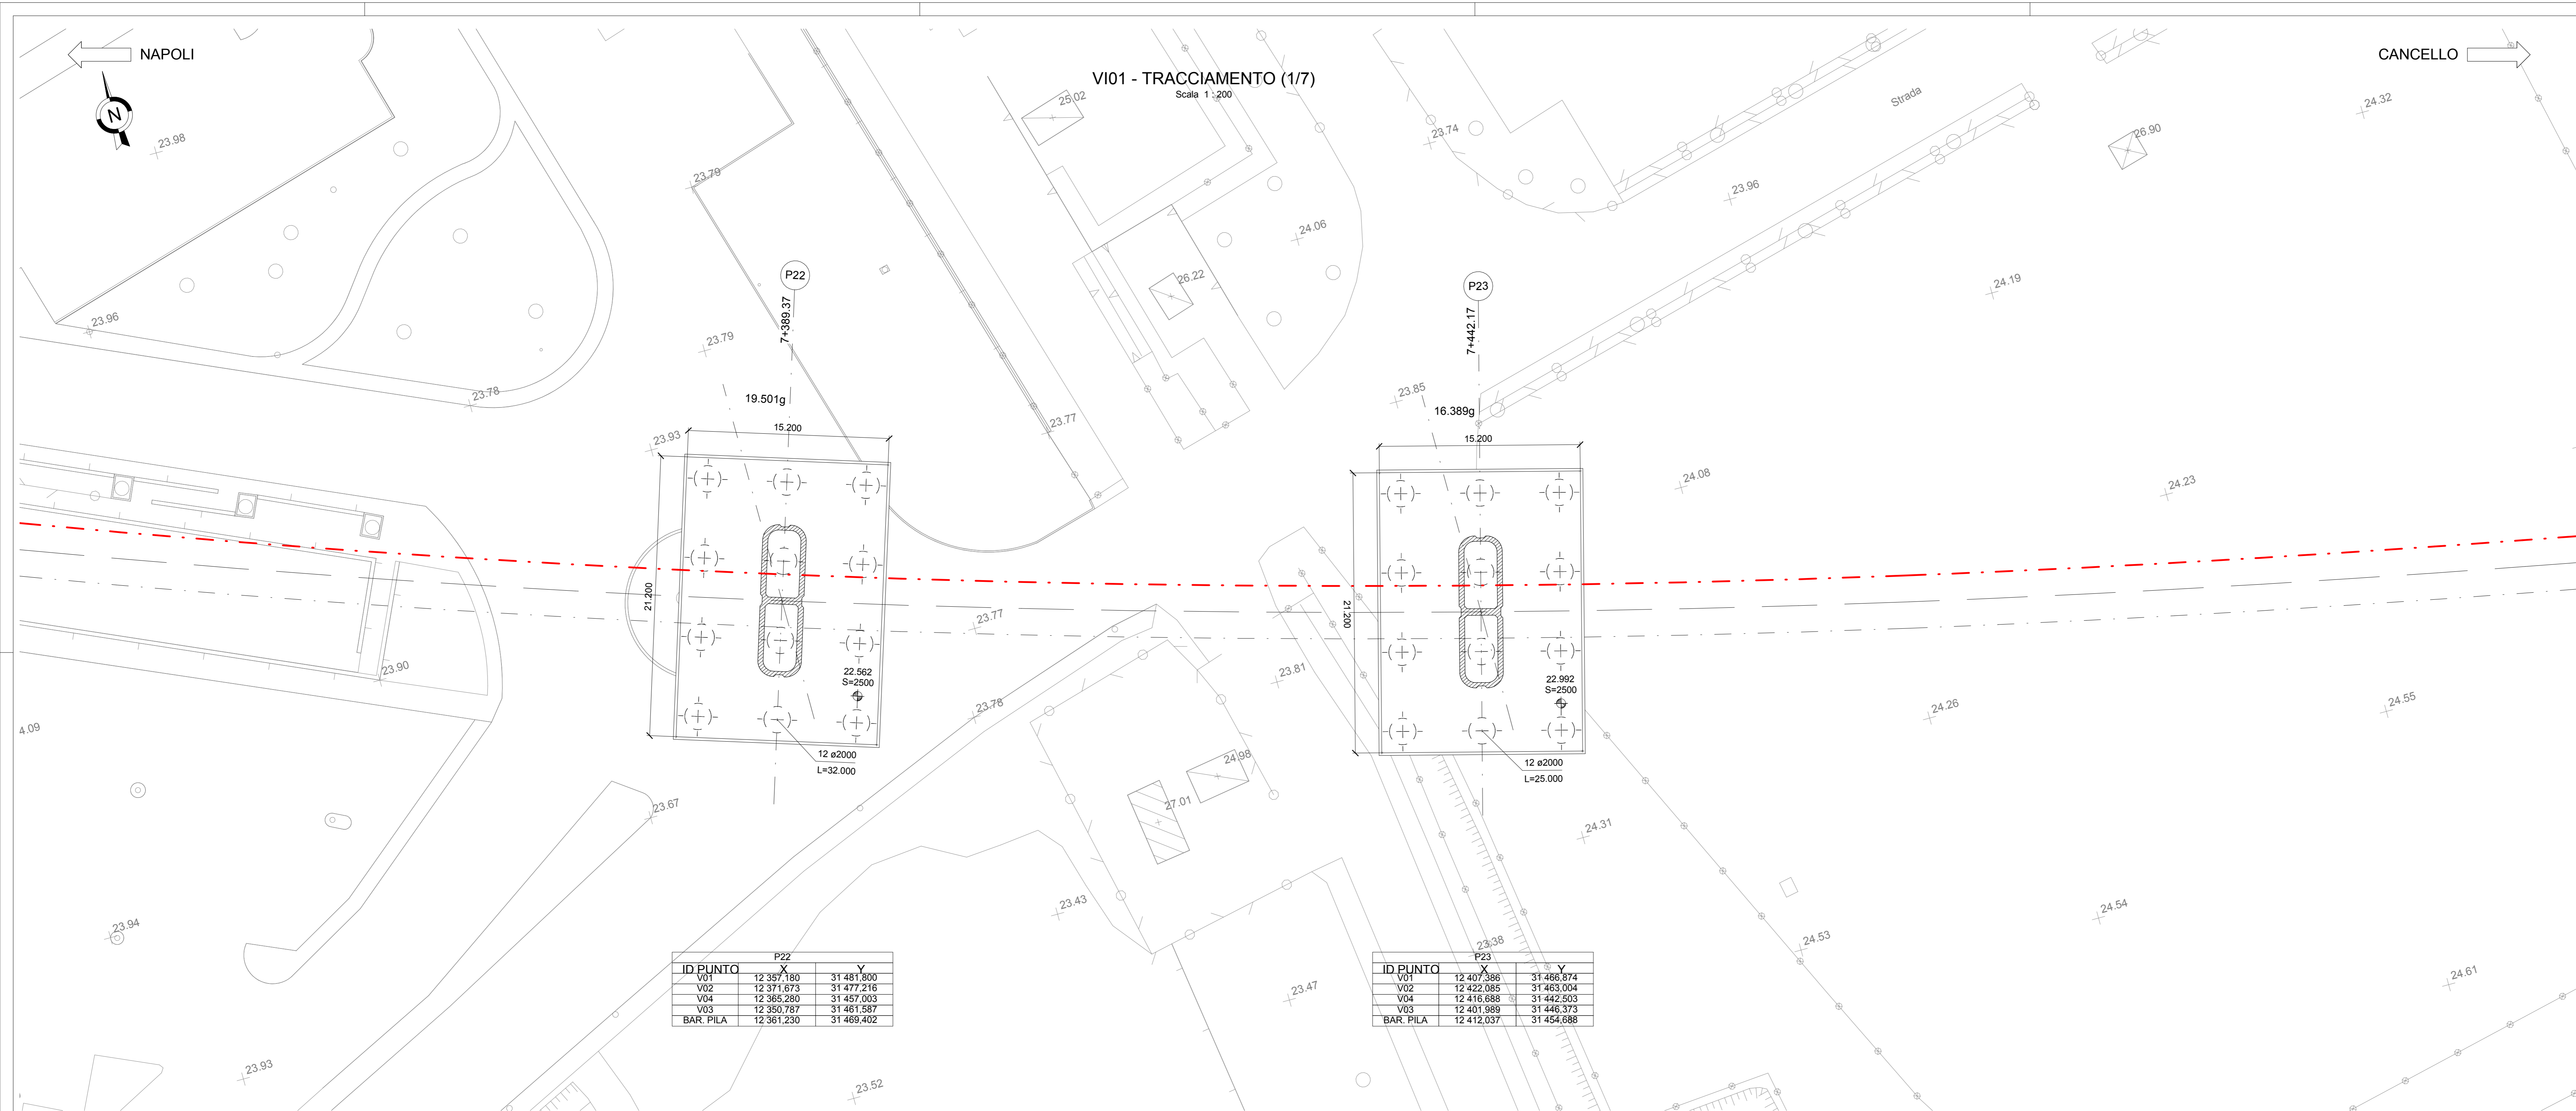 NAPOLI
CANCELLO
VI01 - TRACCIAMENTO (1/7)
Scala 1 : 200
N
Strada
25.02
24.32
23.74
26.90
23.98
23.79
23.96
24.06
26.22
24.19
P22
P23
7+389.37
7+442.17
23.96
23.79
23.78
23.85
19.501g
16.389g
15.200
15.200
23.77
23.93
24.08
24.23
21.200
21.200
23.77
23.90
23.81
22.562
S=2500
22.992
S=2500
23.78
24.26
24.55
4.09
12 ø2000
L=32.000
12 ø2000
L=25.000
24.98
27.01
23.67
24.31
23.43
24.54
23.94
24.53
23.38
24.61
23.47
P22
ID PUNTO X Y
V01 12 357,180 31 481,800
V02 12 371,673 31 477,216
V04 12 365,280 31 457,003
V03 12 350,787 31 461,587
BAR. PILA 12 361,230 31 469,402
P23
ID PUNTO X Y
V01 12 407,386 31 466,874
V02 12 422,085 31 463,004
V04 12 416,688 31 442,503
V03 12 401,989 31 446,373
BAR. PILA 12 412,037 31 454,688
23.93
23.52